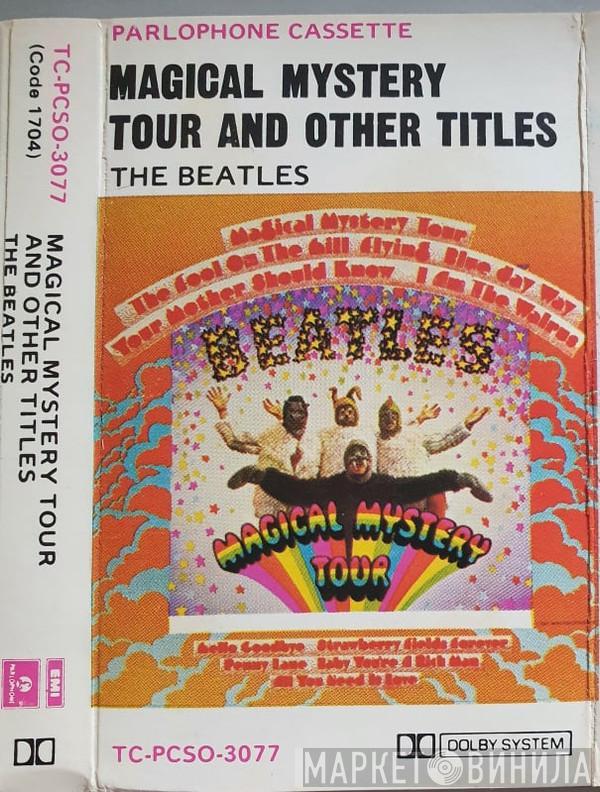 TC-PCSO-3077
(Code 1704)
MAGICAL MYSTERY TOUR
AND OTHER TITLES
THE BEATLES
EMI
PARLOPHONE
PARLOPHONE CASSETTE
MAGICAL MYSTERY
TOUR AND OTHER TITLES
THE BEATLES
Magical Mystery Tour
The Fool On The Hill Flying Blue Jay Way
Your Mother Should Know I Am The Walrus
BEATLES
MAGICAL MYSTERY
TOUR
Hello Goodbye Strawberry Fields Forever
Penny Lane Baby You're A Rich Man
All You Need Is Love
TC-PCSO-3077
DOLBY SYSTEM
МАРКЕТ ВИНИЛА